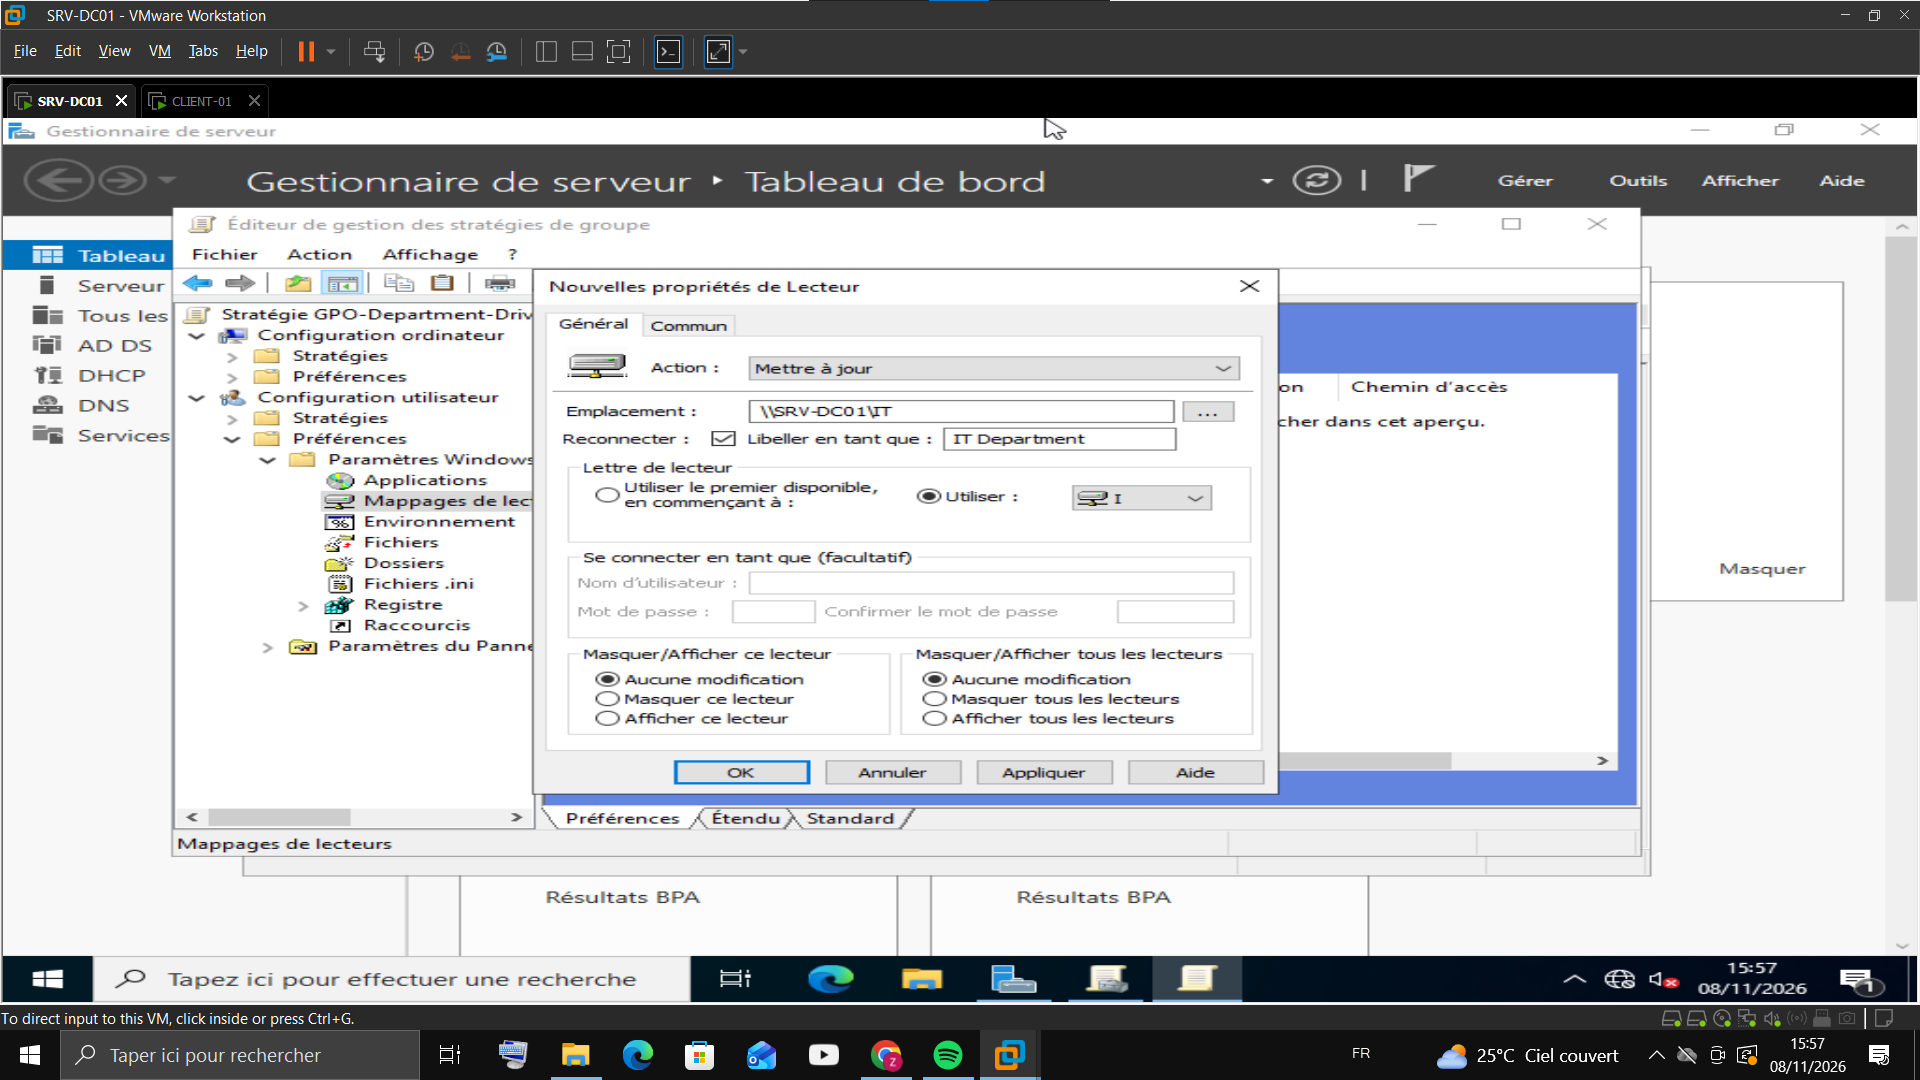 SRV-DC01 - VMware Workstation
File Edit View VM Tabs Help
SRV-DC01
CLIENT-01
Gestionnaire de serveur
Gestionnaire de serveur ‣ Tableau de bord
Gérer Outils Afficher Aide
Éditeur de gestion des stratégies de groupe
Fichier Action Affichage ?
Tableau
Serveur
Tous les
AD DS
DHCP
DNS
Services
Stratégie GPO-Department-Driv
Configuration ordinateur
Stratégies
Préférences
Configuration utilisateur
Stratégies
Préférences
Paramètres Windows
Applications
Mappages de lect
Environnement
Fichiers
Dossiers
Fichiers .ini
Registre
Raccourcis
Paramètres du Panne
Nouvelles propriétés de Lecteur
Général Commun
Action : Mettre à jour
Emplacement : \\SRV-DC01\IT ...
Reconnecter : Libeller en tant que : IT Department
Lettre de lecteur
Utiliser le premier disponible,
en commençant à :
Utiliser : I
Se connecter en tant que (facultatif)
Nom d'utilisateur :
Mot de passe : Confirmer le mot de passe
Masquer/Afficher ce lecteur
Aucune modification
Masquer ce lecteur
Afficher ce lecteur
Masquer/Afficher tous les lecteurs
Aucune modification
Masquer tous les lecteurs
Afficher tous les lecteurs
OK Annuler Appliquer Aide
on Chemin d'accès
cher dans cet aperçu.
Masquer
Préférences Étendu Standard
Mappages de lecteurs
Résultats BPA
Résultats BPA
Tapez ici pour effectuer une recherche
15:57
08/11/2026
1
To direct input to this VM, click inside or press Ctrl+G.
Taper ici pour rechercher
z
FR
25°C Ciel couvert
15:57
08/11/2026